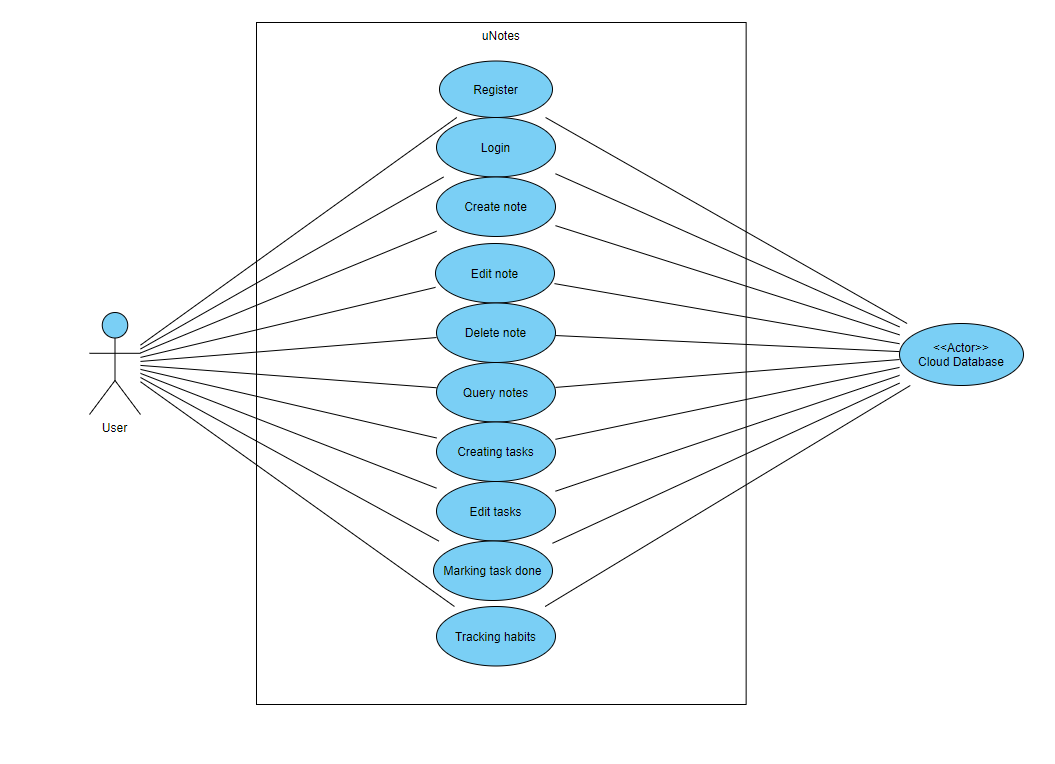 uNotes
Register
Login
Create note
Edit note
Delete note
Query notes
Creating tasks
Edit tasks
Marking task done
Tracking habits
User
<<Actor>>
Cloud Database